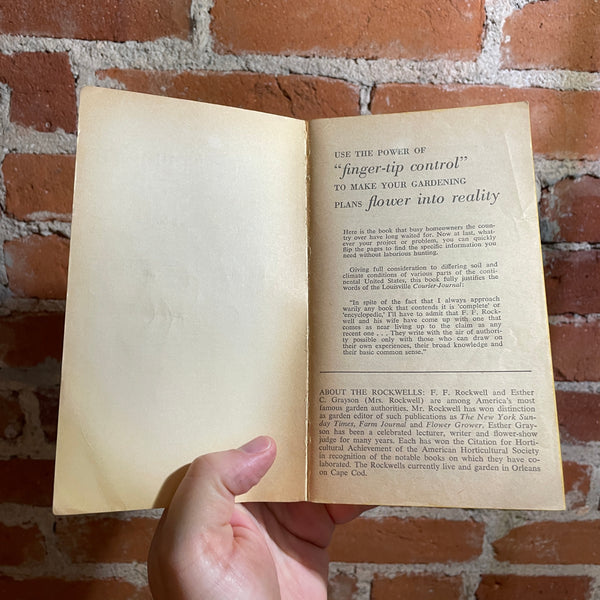 USE THE POWER OF
"finger-tip control"
TO MAKE YOUR GARDENING
PLANS flower into reality
Here is the book that busy homeowners the coun-
try over have long waited for. Now at last, what-
ever your project or problem, you can quickly
flip the pages to find the specific information you
need without laborious hunting.
Giving full consideration to differing soil and
climate conditions of various parts of the conti-
nental United States, this book fully justifies the
words of the Louisville Courier-Journal:
"In spite of the fact that I always approach
warily any book that contends it is 'complete' or
'encyclopedic,' I'll have to admit that F. F. Rock-
well and his wife have come up with one that
comes as near living up to the claim as any
recent one . . . They write with the air of authori-
ty possible only with those who can draw on
their own experiences, their broad knowledge and
their basic common sense."
ABOUT THE ROCKWELLS: F. F. Rockwell and Esther
C. Grayson (Mrs. Rockwell) are among America's most
famous garden authorities. Mr. Rockwell has won distinction
as garden editor of such publications as The New York Sun-
day Times, Farm Journal and Flower Grower. Esther Gray-
son has been a celebrated lecturer, writer and flower-show
judge for many years. Each has won the Citation for Horti-
cultural Achievement of the American Horticultural Society
in recognition of the notable books on which they have co-
laborated. The Rockwells currently live and garden in Orleans
on Cape Cod.